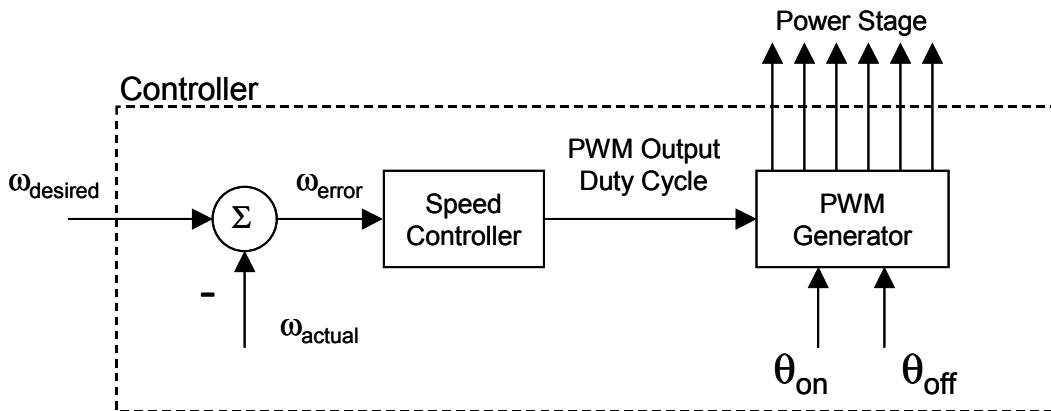 Power Stage
Controller
PWM Output
Duty Cycle
ωdesired
ωerror
Σ
Speed
Controller
PWM
Generator
-
ωactual
θon
θoff